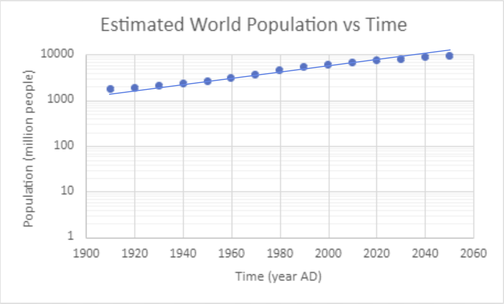 Estimated World Population vs Time
Population (million people)
10000
1000
100
10
1
1900 1920 1940 1960 1980 2000 2020 2040 2060
Time (year AD)